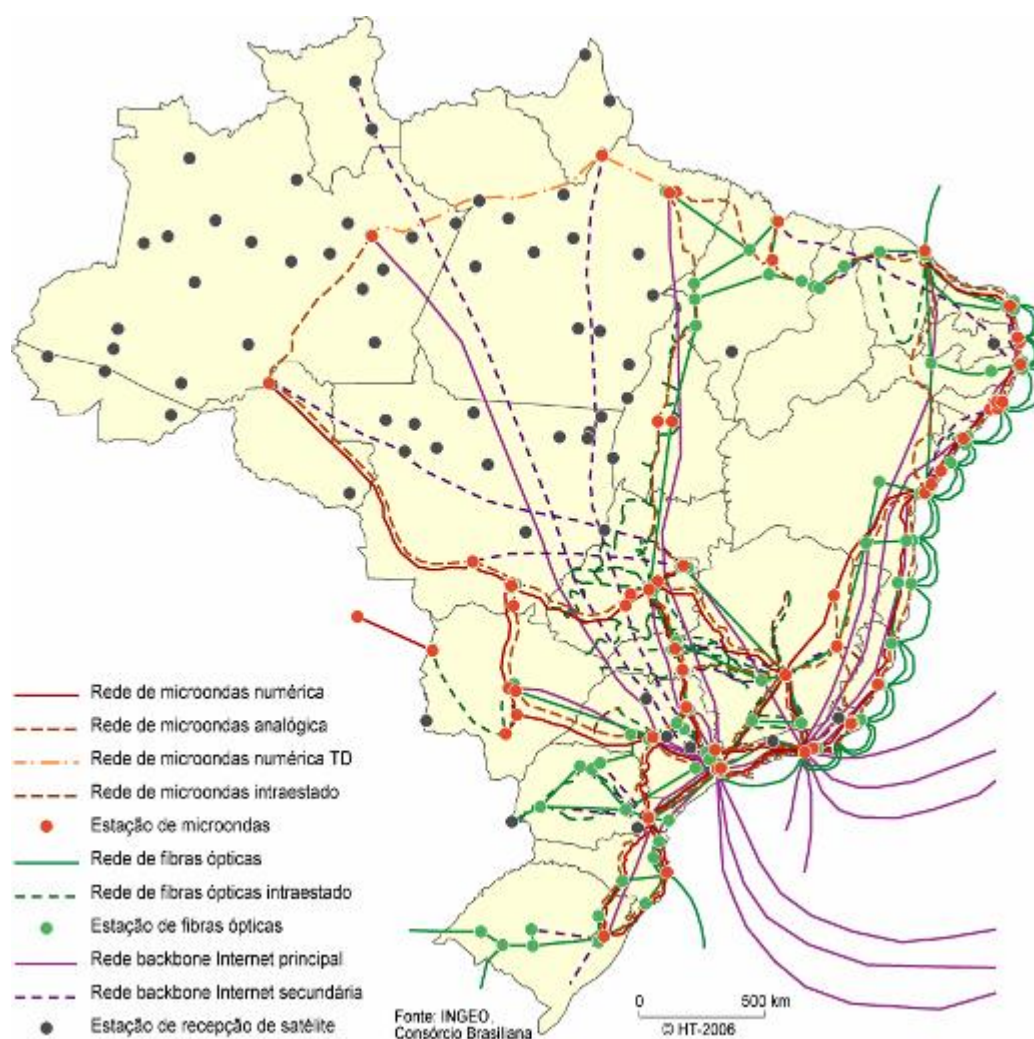 Rede de microondas numérica
Rede de microondas analógica
Rede de microondas numérica TD
Rede de microondas intraestado
Estação de microondas
Rede de fibras ópticas
Rede de fibras ópticas intraestado
Estação de fibras ópticas
Rede backbone Internet principal
Rede backbone Internet secundária
Estação de recepção de satélite
Fonte: INGEO,
Consórcio Brasiliana
0 500 km
© HT-2006